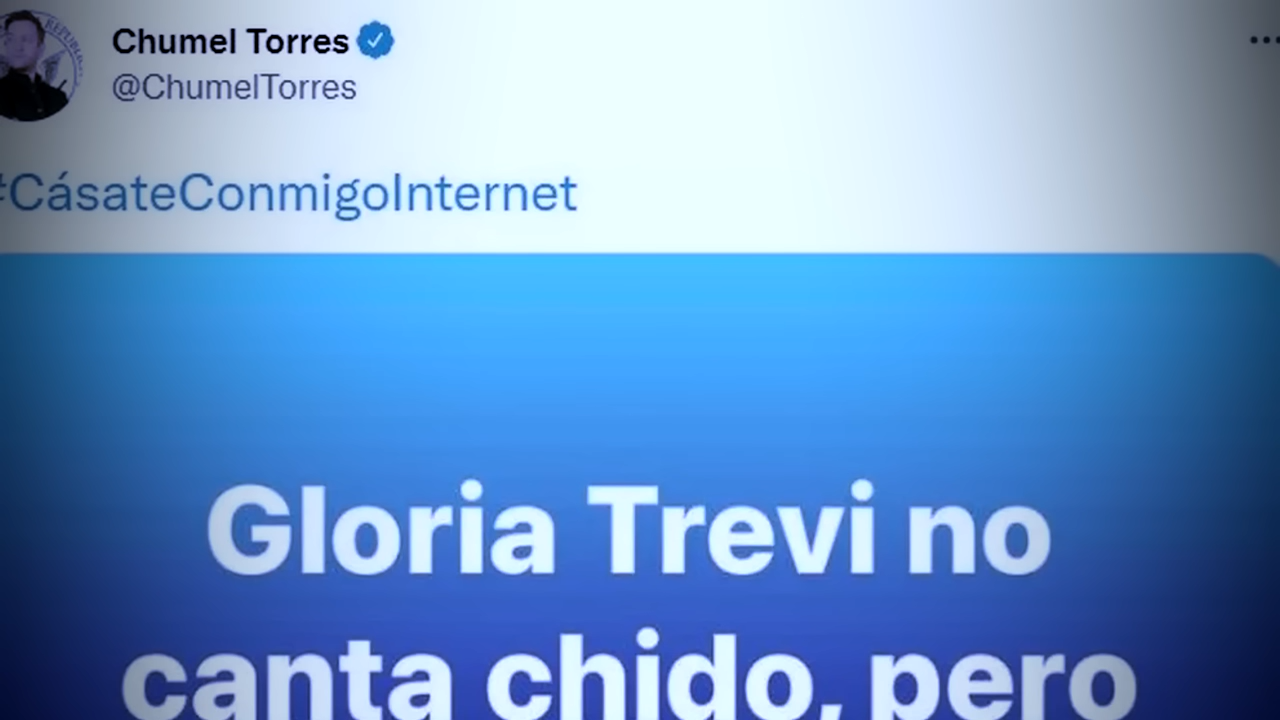 Chumel Torres
@ChumelTorres
#CásateConmigoInternet
Gloria Trevi no
canta chido, pero